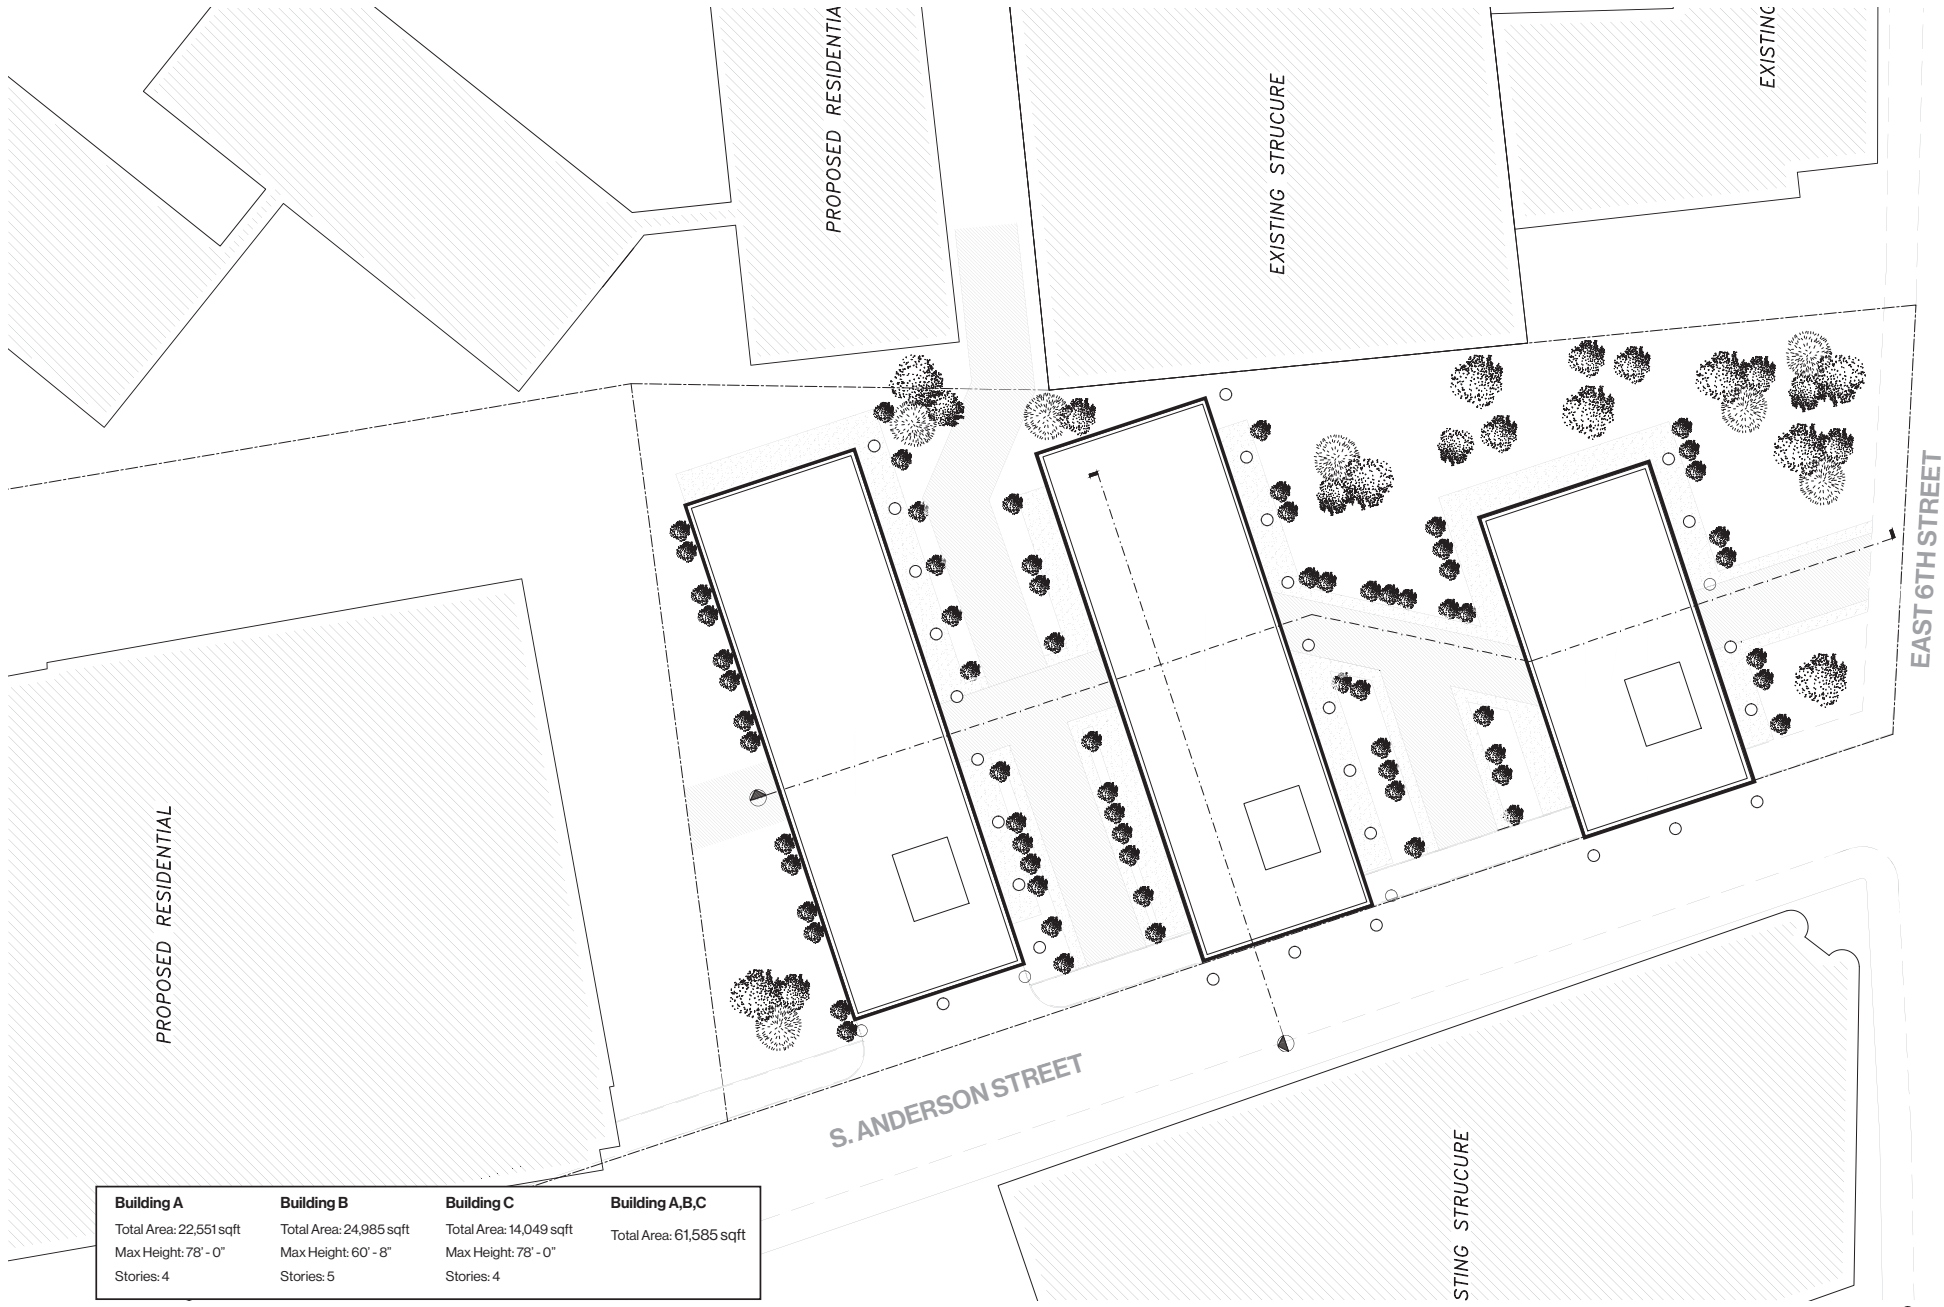 PROPOSED RESIDENTIA
EXISTING STRUCURE
EXISTING
EAST 6TH STREET
PROPOSED RESIDENTIAL
S. ANDERSON STREET
STING STRUCURE
Building A
Total Area: 22,551 sqft
Max Height: 78' - 0"
Stories: 4
Building B
Total Area: 24,985 sqft
Max Height: 60' - 8"
Stories: 5
Building C
Total Area: 14,049 sqft
Max Height: 78' - 0"
Stories: 4
Building A,B,C
Total Area: 61,585 sqft